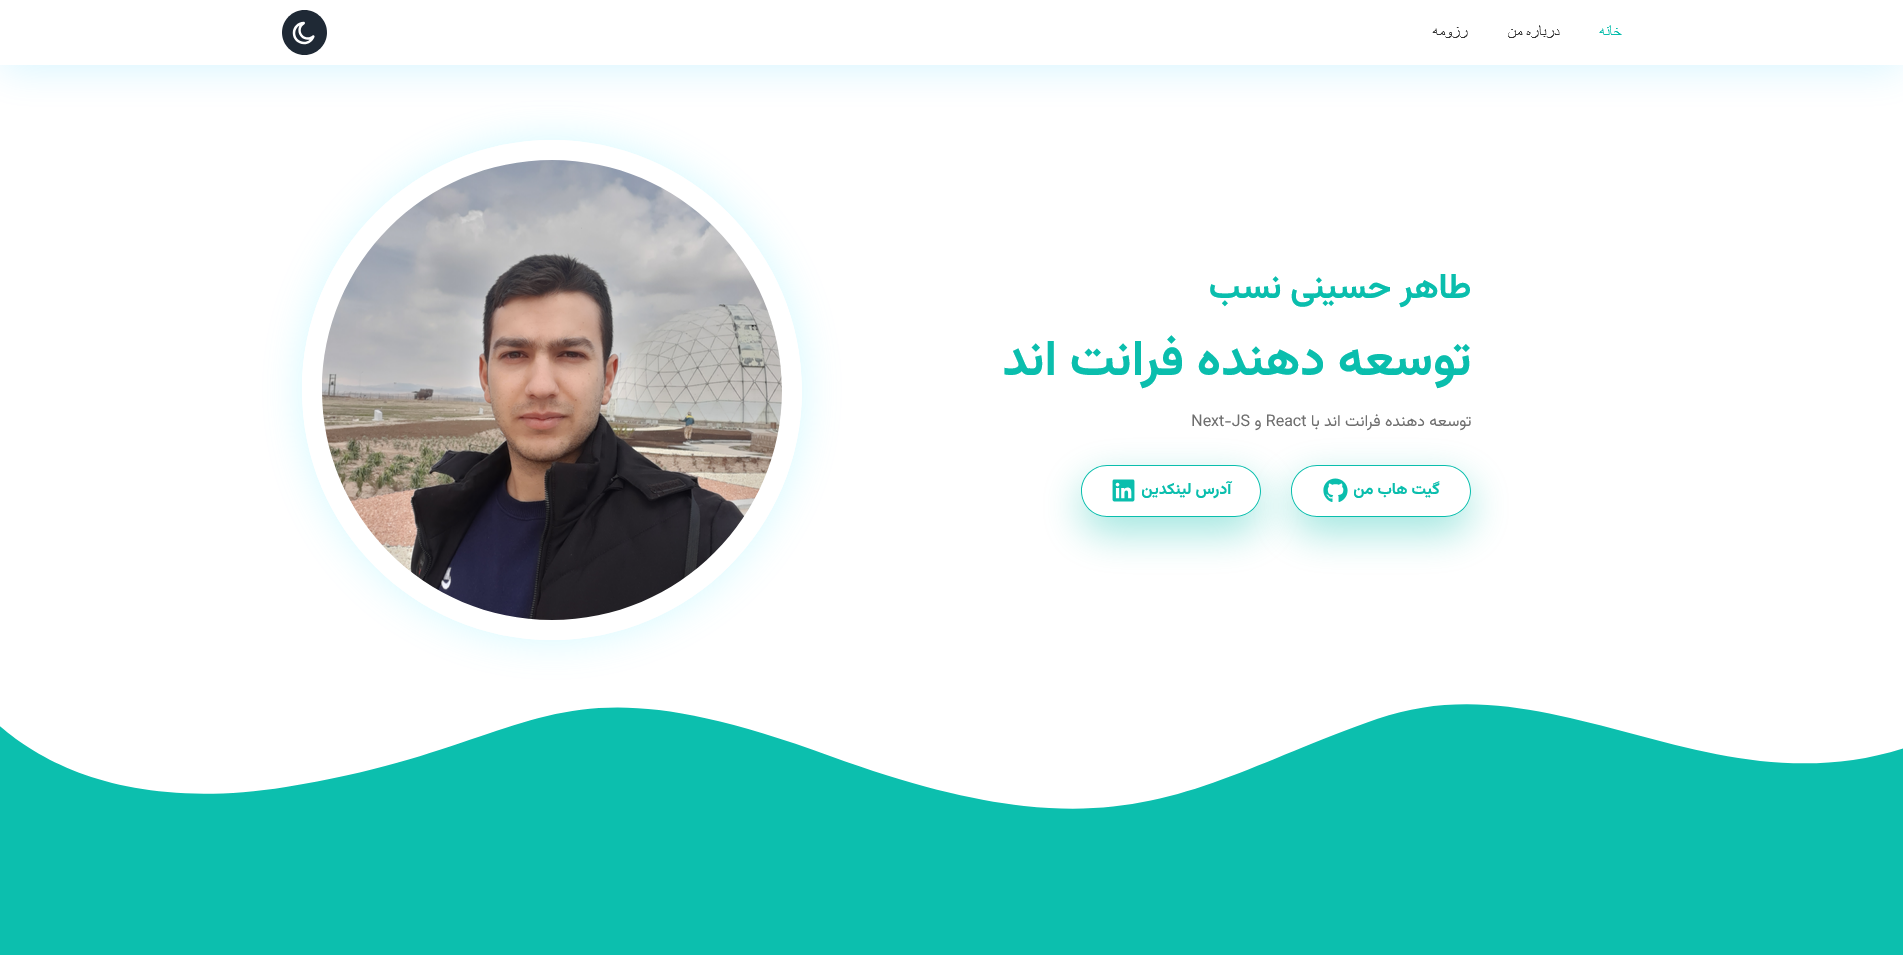 خانه
درباره من
رزومه
طاهر حسینی نسب
توسعه دهنده فرانت اند
توسعه دهنده فرانت اند با React و Next-JS
گیت هاب من
آدرس لینکدین